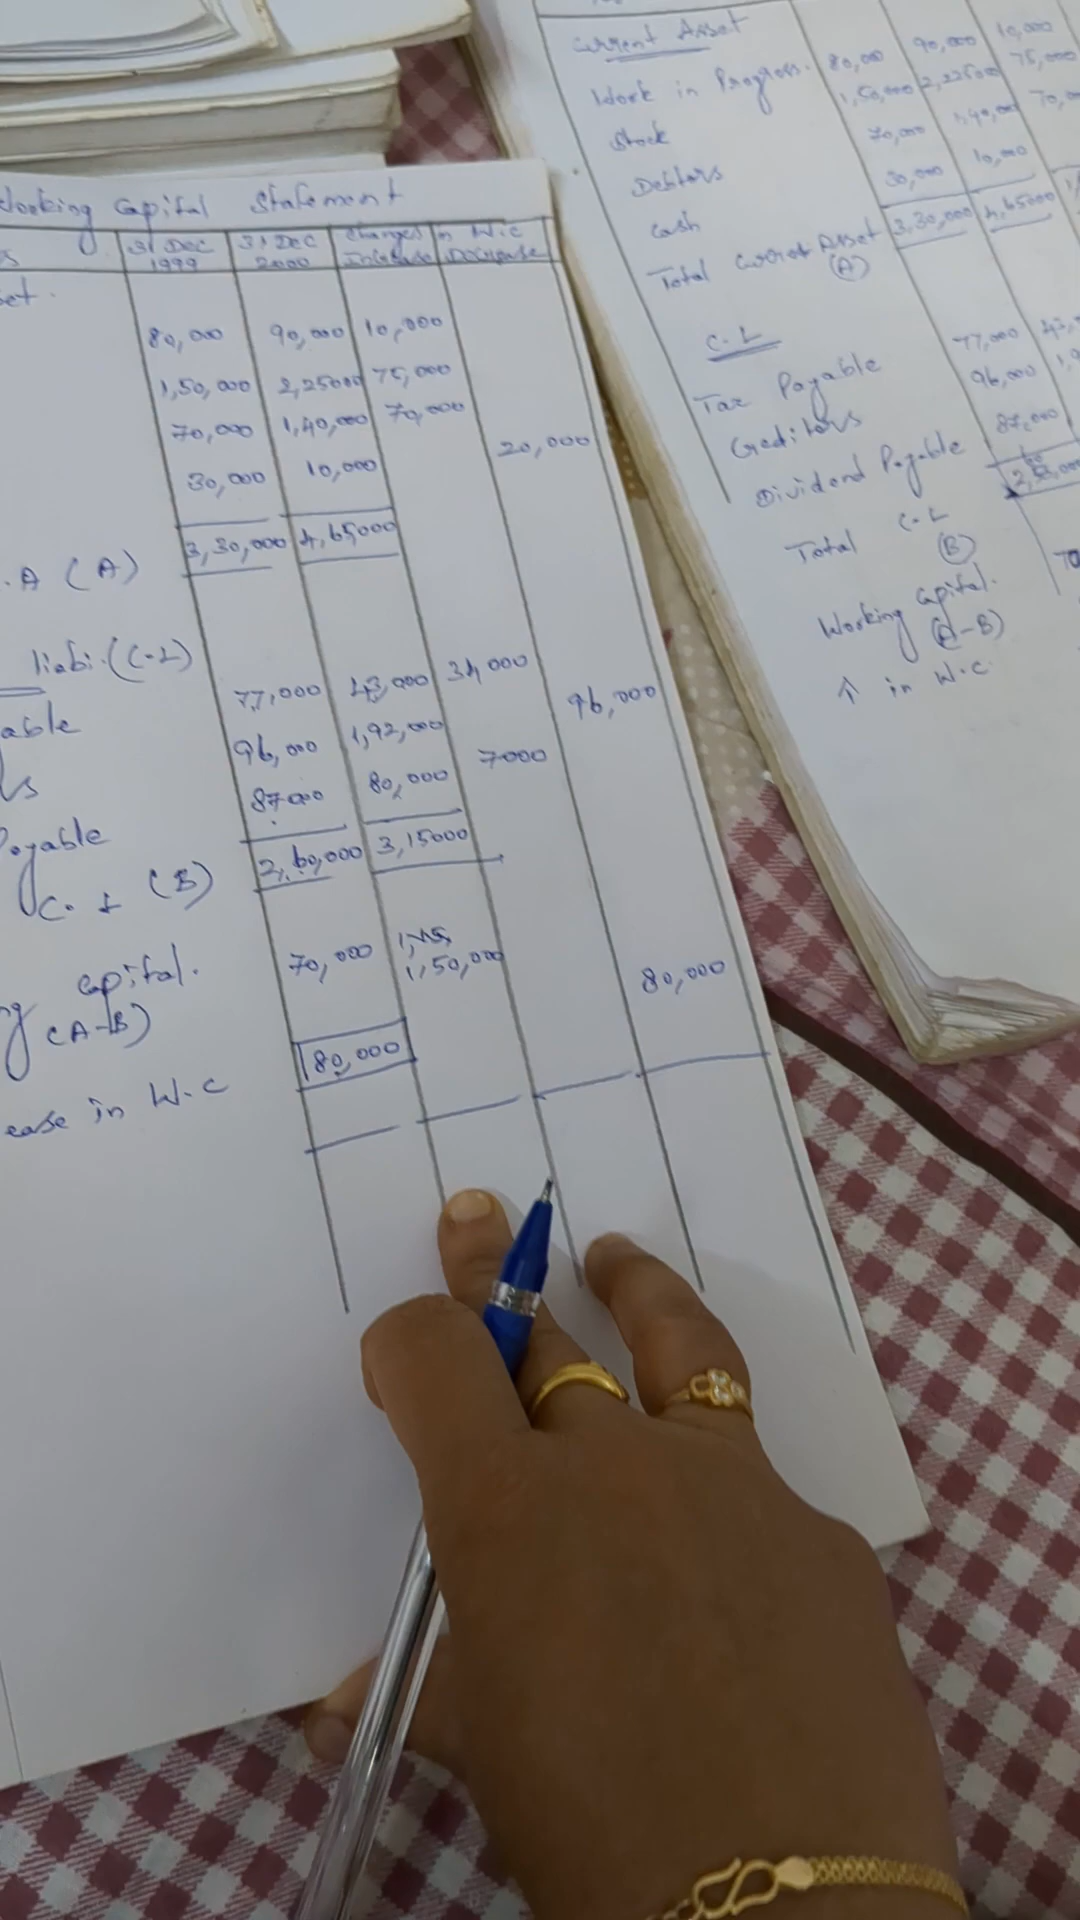 Working Capital Statement
31 Dec 1999 31 Dec 2000 Changes in W.C Increase Decrease
80,000 90,000 10,000
1,50,000 2,25000 75,000
70,000 1,40,000 70,000
30,000 10,000 20,000
.A (A) 3,30,000 4,65000
liabi.(C-L)
able 77,000 43,000 34,000
96,000 1,92,000 96,000
Payable 87000 80,000 7000
C. L (B) 2,60,000 3,15000
capital. (A-B) 70,000 1,50,000 80,000
ease in W.C 80,000
Current Asset
Work in Progress. 80,000 90,000 10,000
Stock 1,50,000 2,225000 75,000
Debtors 70,000 1,40,000
Cash 30,000 10,000
Total Current Asset (A) 3,30,000 4,65000
C.L
Tax Payable 77,000
Creditors 96,000
Dividend Payable 87,000
Total C-L (B)
Working capital. (A-B)
↑ in W.C.